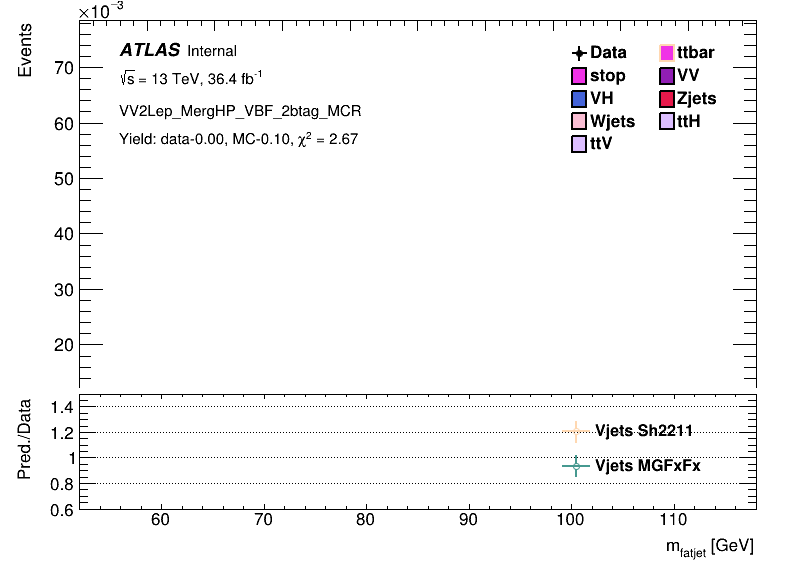 ×10⁻³
Events
70
60
50
40
30
20
ATLAS Internal
√s = 13 TeV, 36.4 fb⁻¹
VV2Lep_MergHP_VBF_2btag_MCR
Yield: data-0.00, MC-0.10, χ² = 2.67
Data
ttbar
stop
VV
VH
Zjets
Wjets
ttH
ttV
Pred./Data
1.4
1.2
1
0.8
0.6
Vjets Sh2211
Vjets MGFxFx
60 70 80 90 100 110
m_fatjet [GeV]